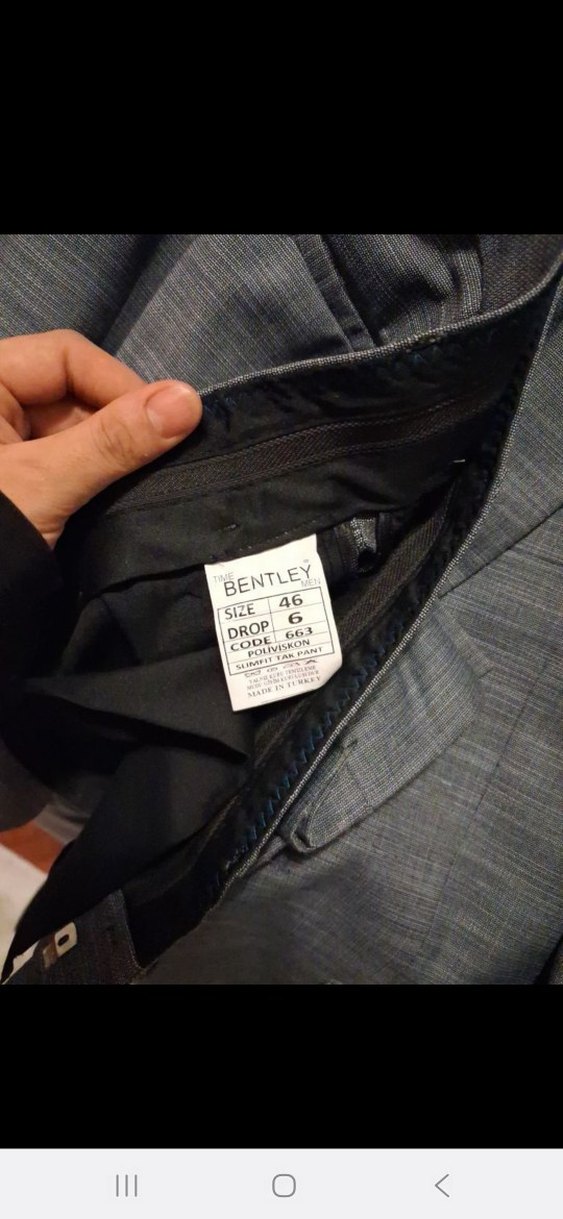 TIME
BENTLEY
MEN
SIZE 46
DROP 6
CODE 663
POLIVISKON
SLIMFIT TAK PANT
MADE IN TURKEY